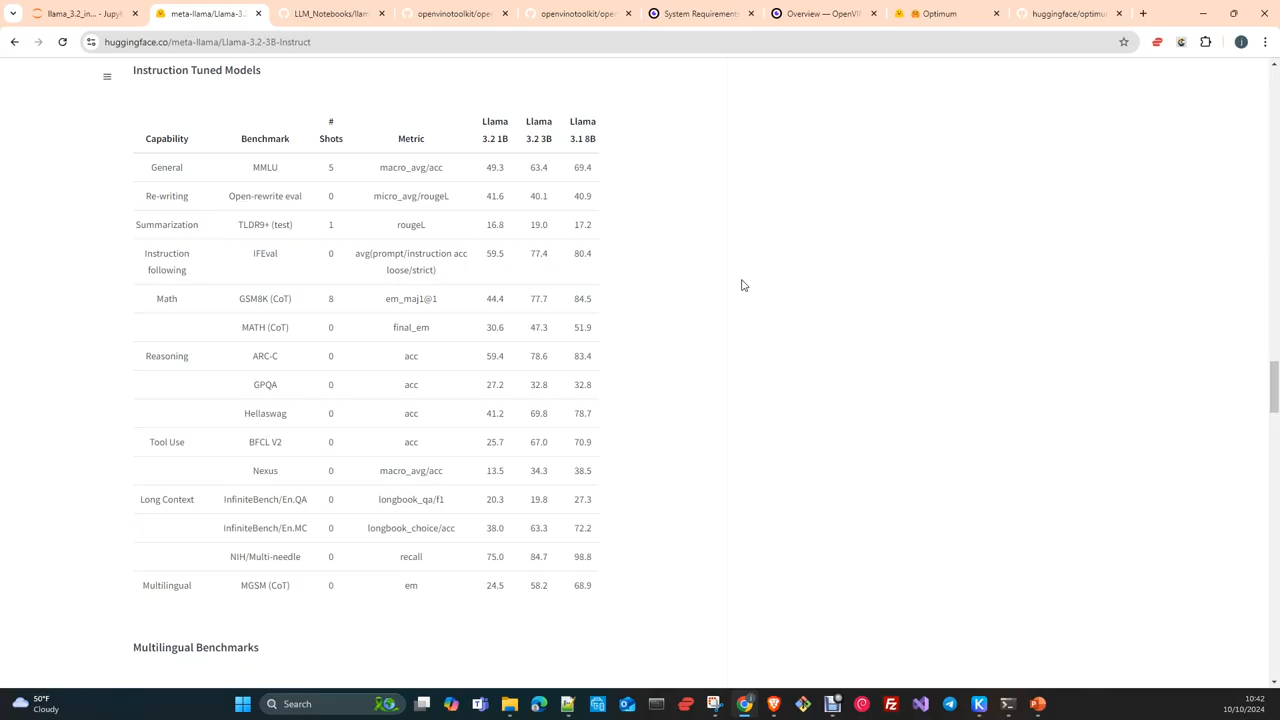 llama_3.2_in... - Jupyt
meta-llama/Llama-3.2-
LLM_Notebooks/llama
openvinotoolkit/open
openvinotoolkit/open
System Requirements
Overview — OpenVIN
Optimum
huggingface/optimum
huggingface.co/meta-llama/Llama-3.2-3B-Instruct
Instruction Tuned Models
Capability Benchmark # Shots Metric Llama 3.2 1B Llama 3.2 3B Llama 3.1 8B
General MMLU 5 macro_avg/acc 49.3 63.4 69.4
Re-writing Open-rewrite eval 0 micro_avg/rougeL 41.6 40.1 40.9
Summarization TLDR9+ (test) 1 rougeL 16.8 19.0 17.2
Instruction following IFEval 0 avg(prompt/instruction acc loose/strict) 59.5 77.4 80.4
Math GSM8K (CoT) 8 em_maj1@1 44.4 77.7 84.5
MATH (CoT) 0 final_em 30.6 47.3 51.9
Reasoning ARC-C 0 acc 59.4 78.6 83.4
GPQA 0 acc 27.2 32.8 32.8
Hellaswag 0 acc 41.2 69.8 78.7
Tool Use BFCL V2 0 acc 25.7 67.0 70.9
Nexus 0 macro_avg/acc 13.5 34.3 38.5
Long Context InfiniteBench/En.QA 0 longbook_qa/f1 20.3 19.8 27.3
InfiniteBench/En.MC 0 longbook_choice/acc 38.0 63.3 72.2
NIH/Multi-needle 0 recall 75.0 84.7 98.8
Multilingual MGSM (CoT) 0 em 24.5 58.2 68.9
Multilingual Benchmarks
50°F
Cloudy
Search
10:42
10/10/2024